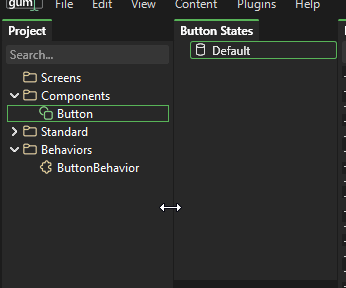 gum File Edit View Content Plugins Help
Project
Search...
Screens
Components
Button
Standard
Behaviors
ButtonBehavior
Button States
Default